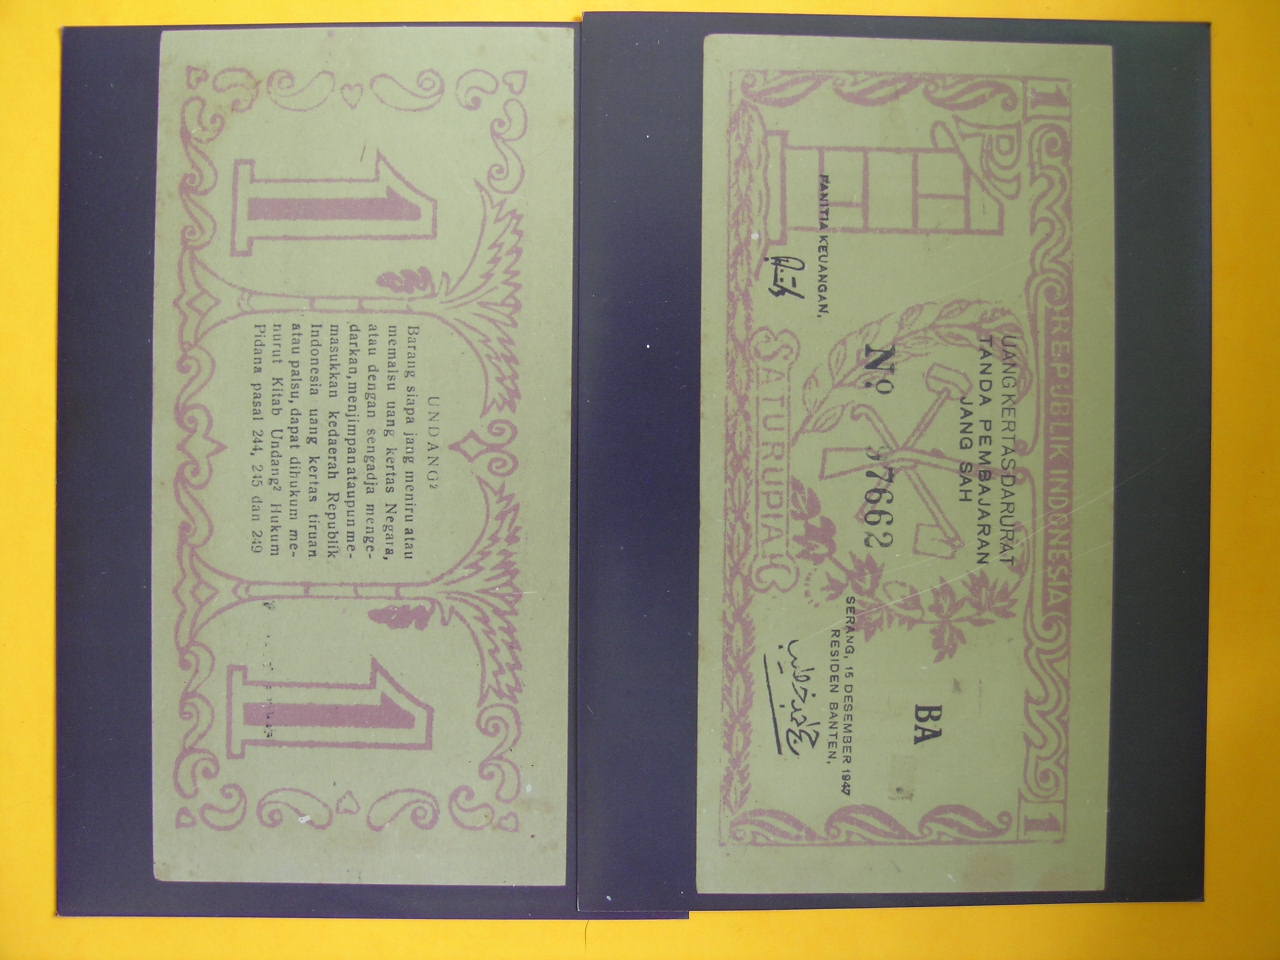 1
1
UNDANG²
Barang siapa jang meniru atau
memalsu uang kertas Negara,
atau dengan sengadja menge-
darkan, menjimpan ataupun me-
masukkan kedaerah Republik
Indonesia uang kertas tiruan
atau palsu, dapat dihukum me-
nurut Kitab Undang² Hukum
Pidana pasal 244, 245 dan 249
1 REPUBLIK INDONESIA 1
UANG KERTAS DARURAT
TANDA PEMBAJARAN
JANG SAH
BA
No 37662
PANITIA KEUANGAN,
SERANG, 15 DESEMBER 1947
RESIDEN BANTEN,
SATU RUPIAH